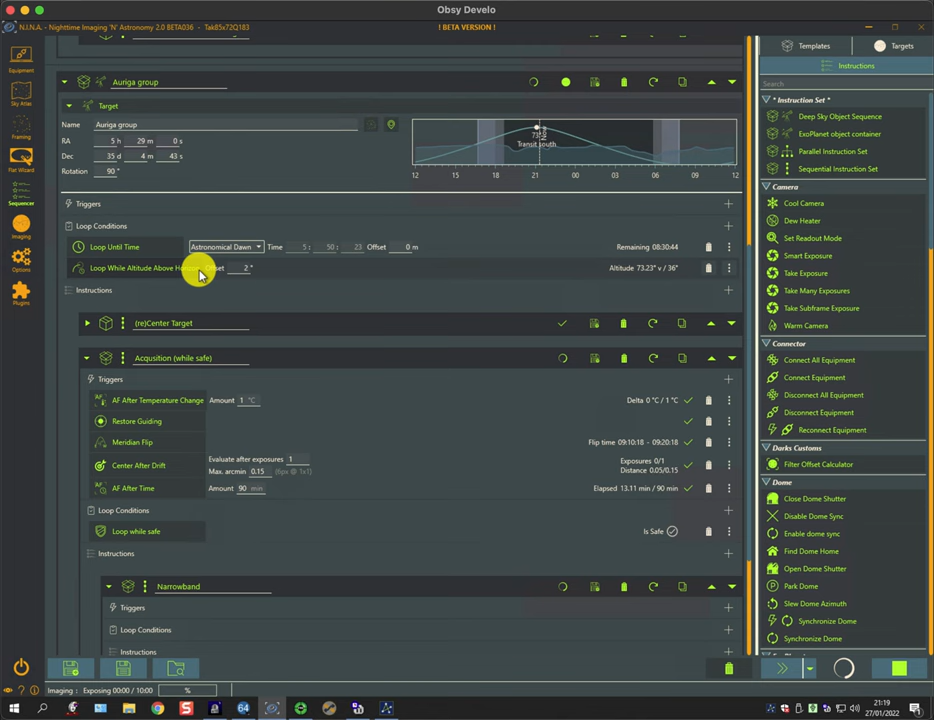 Obsy Develo
N.I.N.A. - Nighttime Imaging 'N' Astronomy 2.0 BETA036 - Tak85x72Q183
! BETA VERSION !
Equipment
Sky Atlas
Framing
Flat Wizard
Sequencer
Imaging
Options
Plugins
Auriga group
Target
Name Auriga group
RA 5 h 29 m 0 s
Dec 35 d 4 m 43 s
Rotation 90 °
Now
Transit south.
12 15 18 21 00 03 06 09 12
Triggers
Loop Conditions
Loop Until Time Astronomical Dawn Time 5 : 50 : 23 Offset 0 m Remaining 08:30:44
Loop While Altitude Above Offset 2 ° Altitude 73.23° v / 36°
Instructions
(re)Center Target
Acqusition (while safe)
Triggers
AF After Temperature Change Amount 1 °C Delta 0 °C / 1 °C
Restore Guiding
Meridian Flip Flip time 09:10:18 - 09:20:18
Center After Drift Evaluate after exposures 1 Exposures 0/1
Max. arcmin 0.15 (6px @ 1x1) Distance 0.05/0.15
AF After Time Amount 90 min Elapsed 13.11 min / 90 min
Loop Conditions
Loop while safe Is Safe
Instructions
Narrowband
Triggers
Loop Conditions
Instructions
Templates Targets
Instructions
Search
* Instruction Set *
Deep Sky Object Sequence
ExoPlanet object container
Parallel Instruction Set
Sequential Instruction Set
Camera
Cool Camera
Dew Heater
Set Readout Mode
Smart Exposure
Take Exposure
Take Many Exposures
Take Subframe Exposure
Warm Camera
Connector
Connect All Equipment
Connect Equipment
Disconnect All Equipment
Disconnect Equipment
Reconnect Equipment
Darks Customs
Filter Offset Calculator
Dome
Close Dome Shutter
Disable Dome Sync
Enable dome sync
Find Dome Home
Open Dome Shutter
Park Dome
Slew Dome Azimuth
Synchronize Dome
Synchronize Dome
Imaging : Exposing 00:00 / 10:00 %
64
21:19
27/01/2022